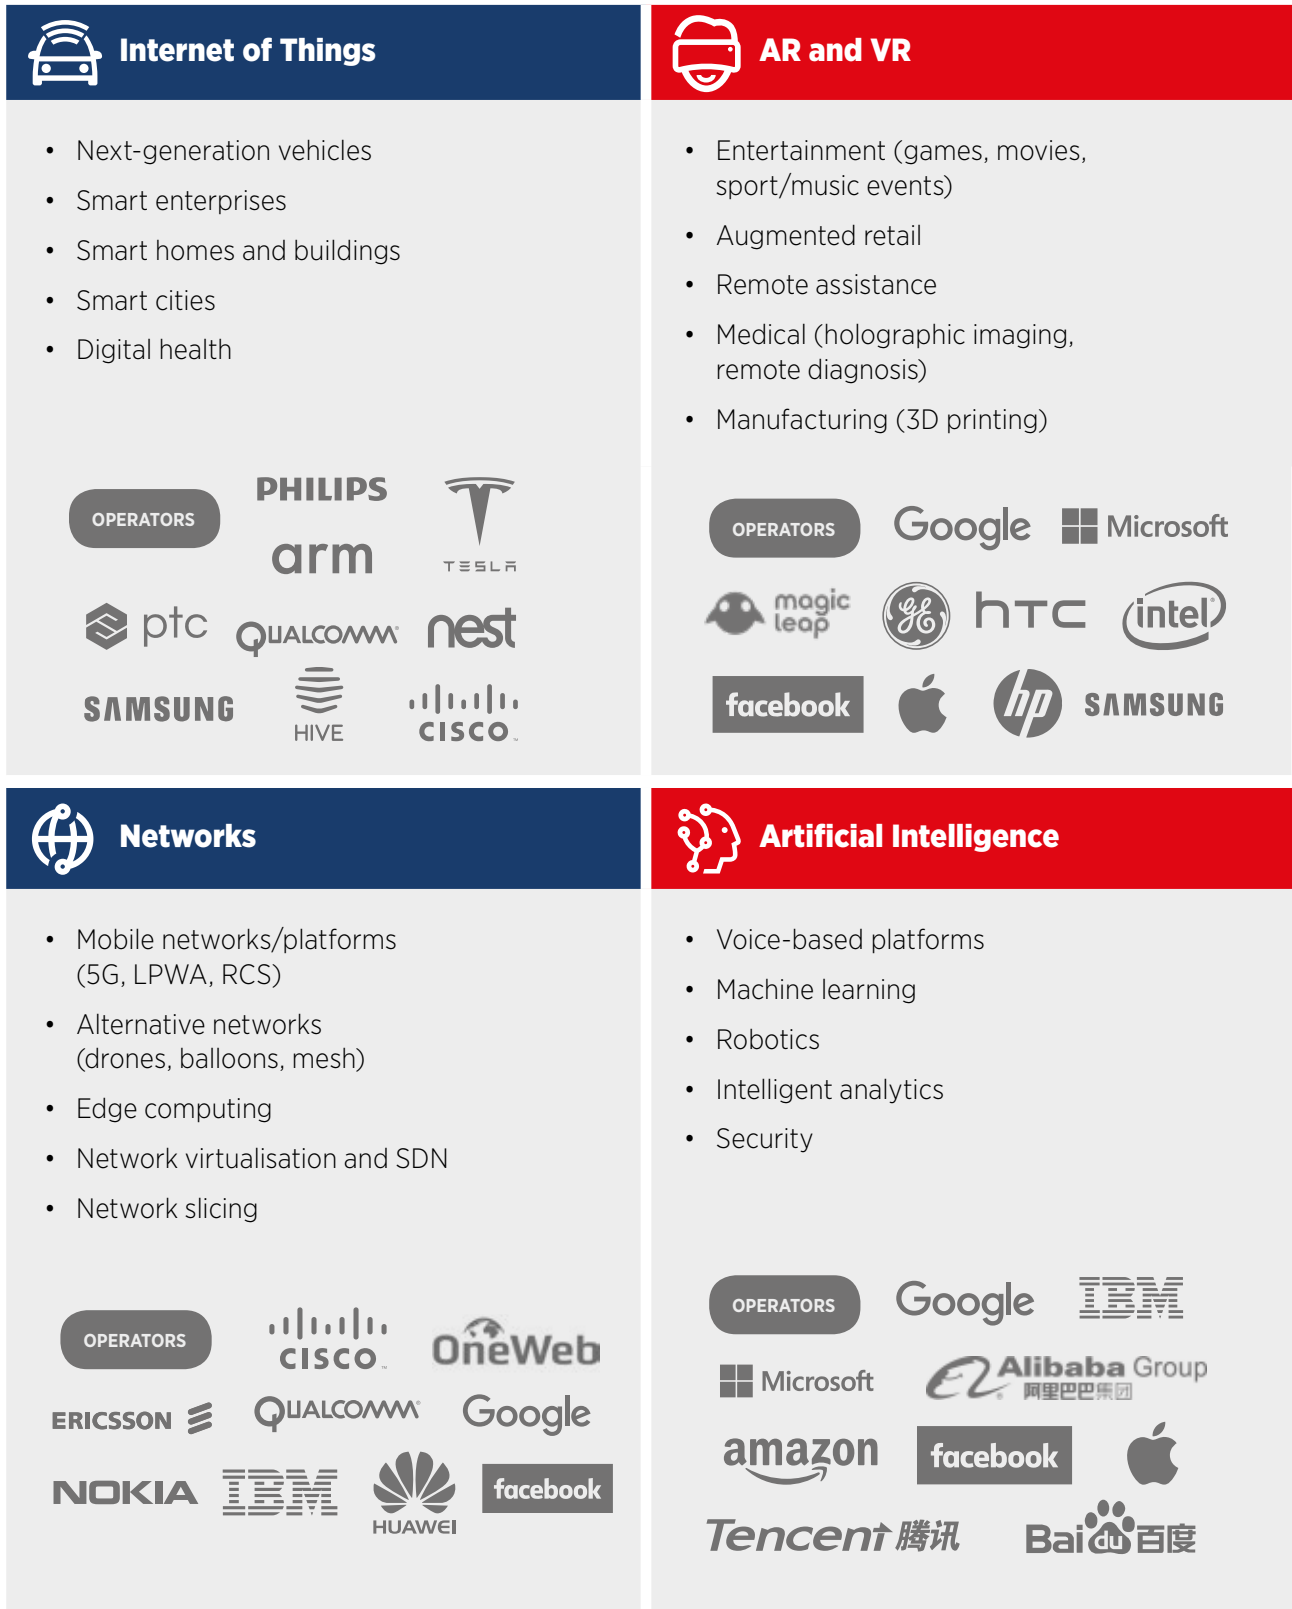 Internet of Things
• Next-generation vehicles
• Smart enterprises
• Smart homes and buildings
• Smart cities
• Digital health
OPERATORS
PHILIPS
arm
TESLA
ptc
QUALCOMM
nest
SAMSUNG
HIVE
CISCO
AR and VR
• Entertainment (games, movies,
sport/music events)
• Augmented retail
• Remote assistance
• Medical (holographic imaging,
remote diagnosis)
• Manufacturing (3D printing)
OPERATORS
Google
Microsoft
magic
leap
GE
hTC
intel
facebook
hp
SAMSUNG
Networks
• Mobile networks/platforms
(5G, LPWA, RCS)
• Alternative networks
(drones, balloons, mesh)
• Edge computing
• Network virtualisation and SDN
• Network slicing
OPERATORS
CISCO
OneWeb
ERICSSON
QUALCOMM
Google
NOKIA
IBM
HUAWEI
facebook
Artificial Intelligence
• Voice-based platforms
• Machine learning
• Robotics
• Intelligent analytics
• Security
OPERATORS
Google
IBM
Microsoft
Alibaba Group
阿里巴巴集团
amazon
facebook
Tencent 腾讯
Baidu 百度